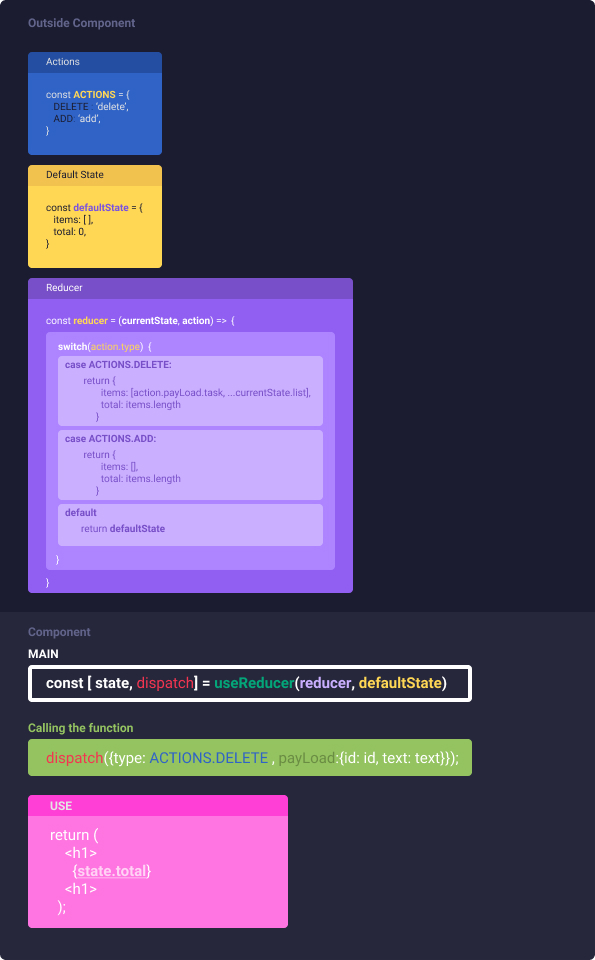 Outside Component
Actions
const ACTIONS = {
DELETE : 'delete',
ADD: 'add',
}
Default State
const defaultState = {
items: [ ],
total: 0,
}
Reducer
const reducer = (currentState, action) => {
switch(action.type) {
case ACTIONS.DELETE:
return {
items: [action.payLoad.task, ...currentState.list],
total: items.length
}
case ACTIONS.ADD:
return {
items: [],
total: items.length
}
default
return defaultState
}
}
Component
MAIN
const [ state, dispatch] = useReducer(reducer, defaultState)
Calling the function
dispatch({type: ACTIONS.DELETE , payLoad:{id: id, text: text}});
USE
return (
<h1>
{state.total}
<h1>
);